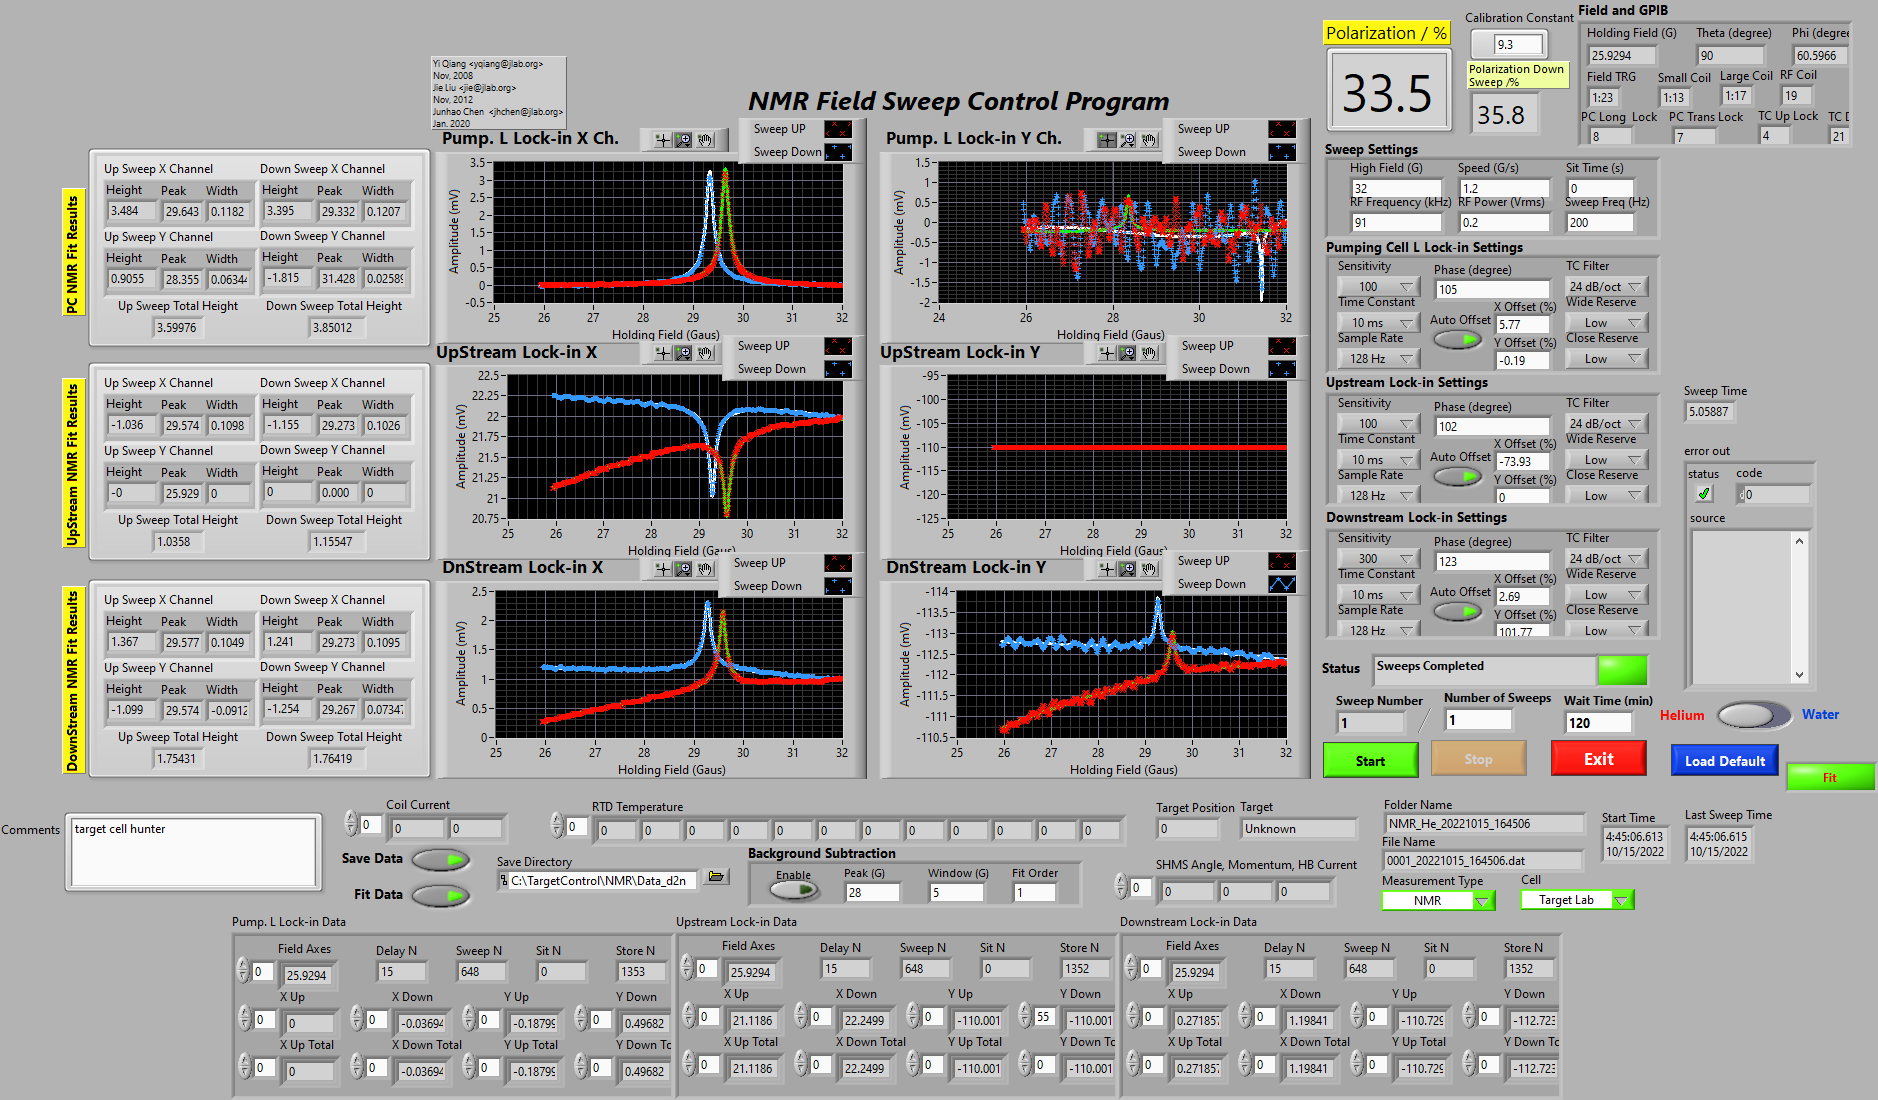 Yi Qiang <yqiang@jlab.org>
Nov, 2008
Jie Liu <jie@jlab.org>
Nov, 2012
Junhao Chen <jhchen@jlab.org>
Jan. 2020
NMR Field Sweep Control Program
Polarization / %
33.5
Calibration Constant
9.3
Polarization Down
Sweep /%
35.8
Field and GPIB
Holding Field (G) Theta (degree) Phi (degree
25.9294 90 60.5966
Field TRG Small Coil Large Coil RF Coil
1:23 1:13 1:17 19
PC Long Lock PC Trans Lock TC Up Lock TC D
8 7 4 21
PC NMR Fit Results
Up Sweep X Channel Down Sweep X Channel
Height Peak Width Height Peak Width
3.484 29.643 0.1182 3.395 29.332 0.1207
Up Sweep Y Channel Down Sweep Y Channel
Height Peak Width Height Peak Width
0.9055 28.355 0.06344 -1.815 31.428 0.02589
Up Sweep Total Height Down Sweep Total Height
3.59976 3.85012
UpStream NMR Fit Results
Up Sweep X Channel Down Sweep X Channel
Height Peak Width Height Peak Width
-1.036 29.574 0.1098 -1.155 29.273 0.1026
Up Sweep Y Channel Down Sweep Y Channel
Height Peak Width Height Peak Width
-0 25.929 0 0 0.000 0
Up Sweep Total Height Down Sweep Total Height
1.0358 1.15547
DownStream NMR Fit Results
Up Sweep X Channel Down Sweep X Channel
Height Peak Width Height Peak Width
1.367 29.577 0.1049 1.241 29.273 0.1095
Up Sweep Y Channel Down Sweep Y Channel
Height Peak Width Height Peak Width
-1.099 29.574 -0.0912 -1.254 29.267 0.07347
Up Sweep Total Height Down Sweep Total Height
1.75431 1.76419
Pump. L Lock-in X Ch.
Sweep UP
Sweep Down
Amplitude (mV)
3.5
3
2.5
2
1.5
1
0.5
0
-0.5
25 26 27 28 29 30 31 32
Holding Field (Gaus)
Pump. L Lock-in Y Ch.
Sweep UP
Sweep Down
Amplitude (mV)
1.5
1
0.5
0
-0.5
-1
-1.5
-2
24 26 28 30 32
Holding Field (Gaus)
UpStream Lock-in X
Sweep UP
Sweep Down
Amplitude (mV)
22.5
22.25
22
21.75
21.5
21.25
21
20.75
25 26 27 28 29 30 31 32
Holding Field (Gaus)
UpStream Lock-in Y
Sweep UP
Sweep Down
Amplitude (mV)
-95
-100
-105
-110
-115
-120
-125
25 26 27 28 29 30 31 32
Holding Field (Gaus)
DnStream Lock-in X
Sweep UP
Sweep Down
Amplitude (mV)
2.5
2
1.5
1
0.5
0
25 26 27 28 29 30 31 32
Holding Field (Gaus)
DnStream Lock-in Y
Sweep UP
Sweep Down
Amplitude (mV)
-114
-113.5
-113
-112.5
-112
-111.5
-111
-110.5
25 26 27 28 29 30 31 32
Holding Field (Gaus)
Sweep Settings
High Field (G) Speed (G/s) Sit Time (s)
32 1.2 0
RF Frequency (kHz) RF Power (Vrms) Sweep Freq (Hz)
91 0.2 200
Pumping Cell L Lock-in Settings
Sensitivity Phase (degree) TC Filter
100 105 24 dB/oct
Time Constant X Offset (%) Wide Reserve
10 ms Auto Offset 5.77 Low
Sample Rate Y Offset (%) Close Reserve
128 Hz -0.19 Low
Upstream Lock-in Settings
Sensitivity Phase (degree) TC Filter
100 102 24 dB/oct
Time Constant X Offset (%) Wide Reserve
10 ms Auto Offset -73.93 Low
Sample Rate Y Offset (%) Close Reserve
128 Hz 0 Low
Downstream Lock-in Settings
Sensitivity Phase (degree) TC Filter
300 123 24 dB/oct
Time Constant X Offset (%) Wide Reserve
10 ms Auto Offset 2.69 Low
Sample Rate Y Offset (%) Close Reserve
128 Hz 101.77 Low
Sweep Time
5.05887
error out
status code
0
source
Status Sweeps Completed
Sweep Number Number of Sweeps Wait Time (min)
1 / 1 120
Helium Water
Start Stop Exit Load Default Fit
Comments target cell hunter
Coil Current
0 0 0
Save Data
Fit Data
RTD Temperature
0 0 0 0 0 0 0 0 0 0 0 0 0
Save Directory
C:\TargetControl\NMR\Data_d2n
Background Subtraction
Enable Peak (G) Window (G) Fit Order
28 5 1
Target Position Target
0 Unknown
SHMS Angle, Momentum, HB Current
0 0 0 0
Folder Name
NMR_He_20221015_164506
File Name
0001_20221015_164506.dat
Measurement Type Cell
NMR Target Lab
Start Time
4:45:06.613
10/15/2022
Last Sweep Time
4:45:06.615
10/15/2022
Pump. L Lock-in Data
Field Axes Delay N Sweep N Sit N Store N
0 25.9294 15 648 0 1353
X Up X Down Y Up Y Down
0 0 0 -0.03694 0 -0.18799 0 0.49682
X Up Total X Down Total Y Up Total Y Down To
0 0 0 -0.03694 0 -0.18799 0 0.49682
Upstream Lock-in Data
Field Axes Delay N Sweep N Sit N Store N
0 25.9294 15 648 0 1352
X Up X Down Y Up Y Down
0 21.1186 0 22.2499 0 -110.001 55 -110.001
X Up Total X Down Total Y Up Total Y Down Tc
0 21.1186 0 22.2499 0 -110.001 0 -110.001
Downstream Lock-in Data
Field Axes Delay N Sweep N Sit N Store N
0 25.9294 15 648 0 1352
X Up X Down Y Up Y Down
0 0.271857 0 1.19841 0 -110.729 0 -112.723
X Up Total X Down Total Y Up Total Y Down To
0 0.271857 0 1.19841 0 -110.729 0 -112.723